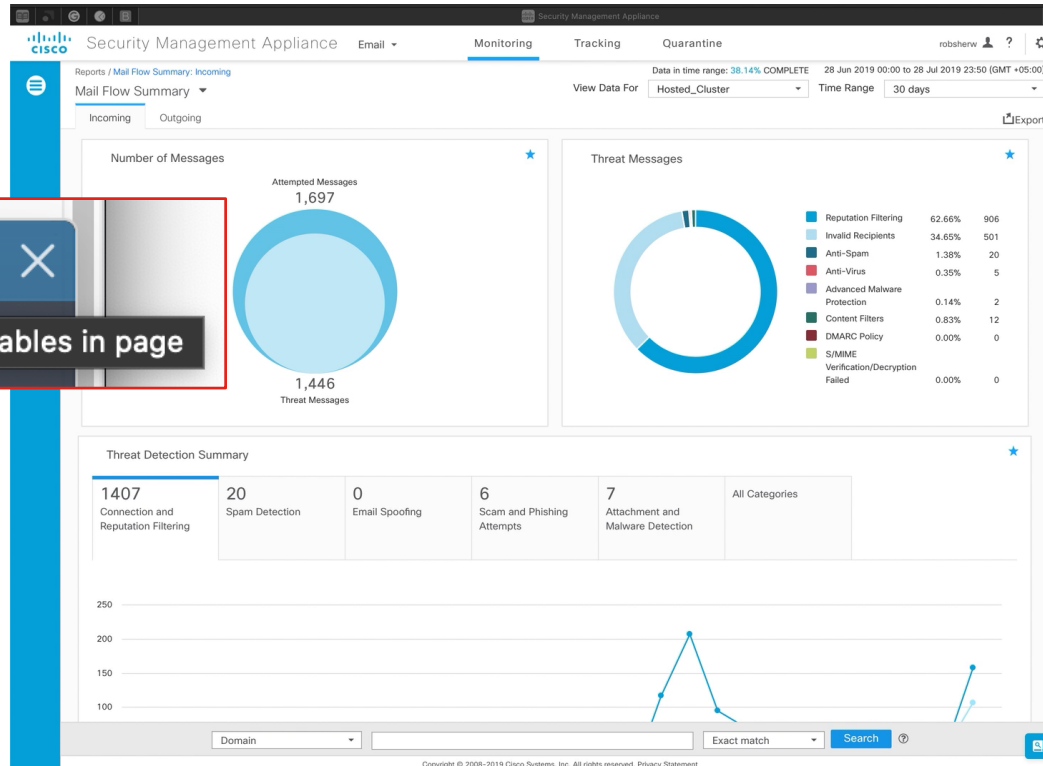 Security Management Appliance
CISCO
Security Management Appliance
Email
Monitoring
Tracking
Quarantine
robsherw
?
Reports / Mail Flow Summary: Incoming
Data in time range: 38.14% COMPLETE
28 Jun 2019 00:00 to 28 Jul 2019 23:50 (GMT +05:00)
Mail Flow Summary
View Data For
Hosted_Cluster
Time Range
30 days
Incoming
Outgoing
Export
Number of Messages
Attempted Messages
1,697
1,446
Threat Messages
ables in page
Threat Messages
Reputation Filtering 62.66% 906
Invalid Recipients 34.65% 501
Anti-Spam 1.38% 20
Anti-Virus 0.35% 5
Advanced Malware
Protection 0.14% 2
Content Filters 0.83% 12
DMARC Policy 0.00% 0
S/MIME
Verification/Decryption
Failed 0.00% 0
Threat Detection Summary
1407
Connection and
Reputation Filtering
20
Spam Detection
0
Email Spoofing
6
Scam and Phishing
Attempts
7
Attachment and
Malware Detection
All Categories
250
200
150
100
Domain
Exact match
Search
?
Copyright © 2008-2019 Cisco Systems, Inc. All rights reserved. Privacy Statement